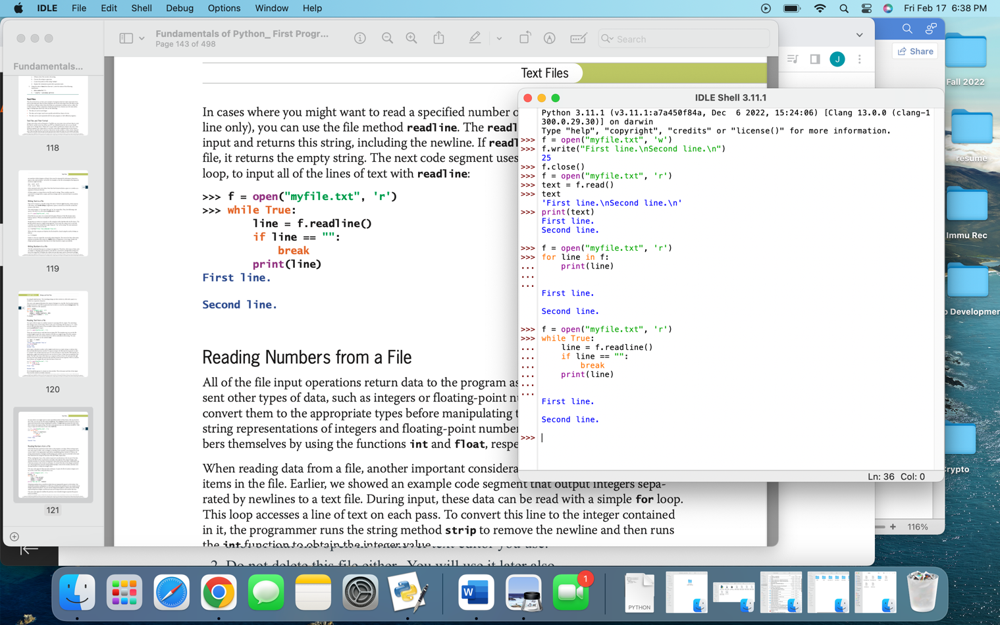 IDLE File Edit Shell Debug Options Window Help
Fri Feb 17 6:38 PM
Fundamentals of Python_ First Progr...
Page 143 of 498
Search
Fundamentals...
118
119
120
121
Text Files
In cases where you might want to read a specified number o
line only), you can use the file method readline. The readl
input and returns this string, including the newline. If readl
file, it returns the empty string. The next code segment uses
loop, to input all of the lines of text with readline:
>>> f = open("myfile.txt", 'r')
>>> while True:
line = f.readline()
if line == "":
break
print(line)
First line.
Second line.
Reading Numbers from a File
All of the file input operations return data to the program as
sent other types of data, such as integers or floating-point nu
convert them to the appropriate types before manipulating t
string representations of integers and floating-point number
bers themselves by using the functions int and float, respe
When reading data from a file, another important considera
items in the file. Earlier, we showed an example code segment that output integers sepa-
rated by newlines to a text file. During input, these data can be read with a simple for loop.
This loop accesses a line of text on each pass. To convert this line to the integer contained
in it, the programmer runs the string method strip to remove the newline and then runs
the int function to obtain the integer value
text editor you use.
2. Do not delete this file either. You will use it later also
IDLE Shell 3.11.1
Python 3.11.1 (v3.11.1:a7a450f84a, Dec  6 2022, 15:24:06) [Clang 13.0.0 (clang-1
300.0.29.30)] on darwin
Type "help", "copyright", "credits" or "license()" for more information.
>>> f = open("myfile.txt", 'w')
>>> f.write("First line.\nSecond line.\n")
25
>>> f.close()
>>> f = open("myfile.txt", 'r')
>>> text = f.read()
>>> text
'First line.\nSecond line.\n'
>>> print(text)
First line.
Second line.
>>> f = open("myfile.txt", 'r')
>>> for line in f:
... print(line)
...
...
First line.
Second line.
>>> f = open("myfile.txt", 'r')
>>> while True:
... line = f.readline()
... if line == "":
... break
... print(line)
...
...
First line.
Second line.
>>>
Ln: 36 Col: 0
J
Share
116%
Fall 2022
resume
Immu Rec
o Developmer
Crypto
W
1
PYTHON